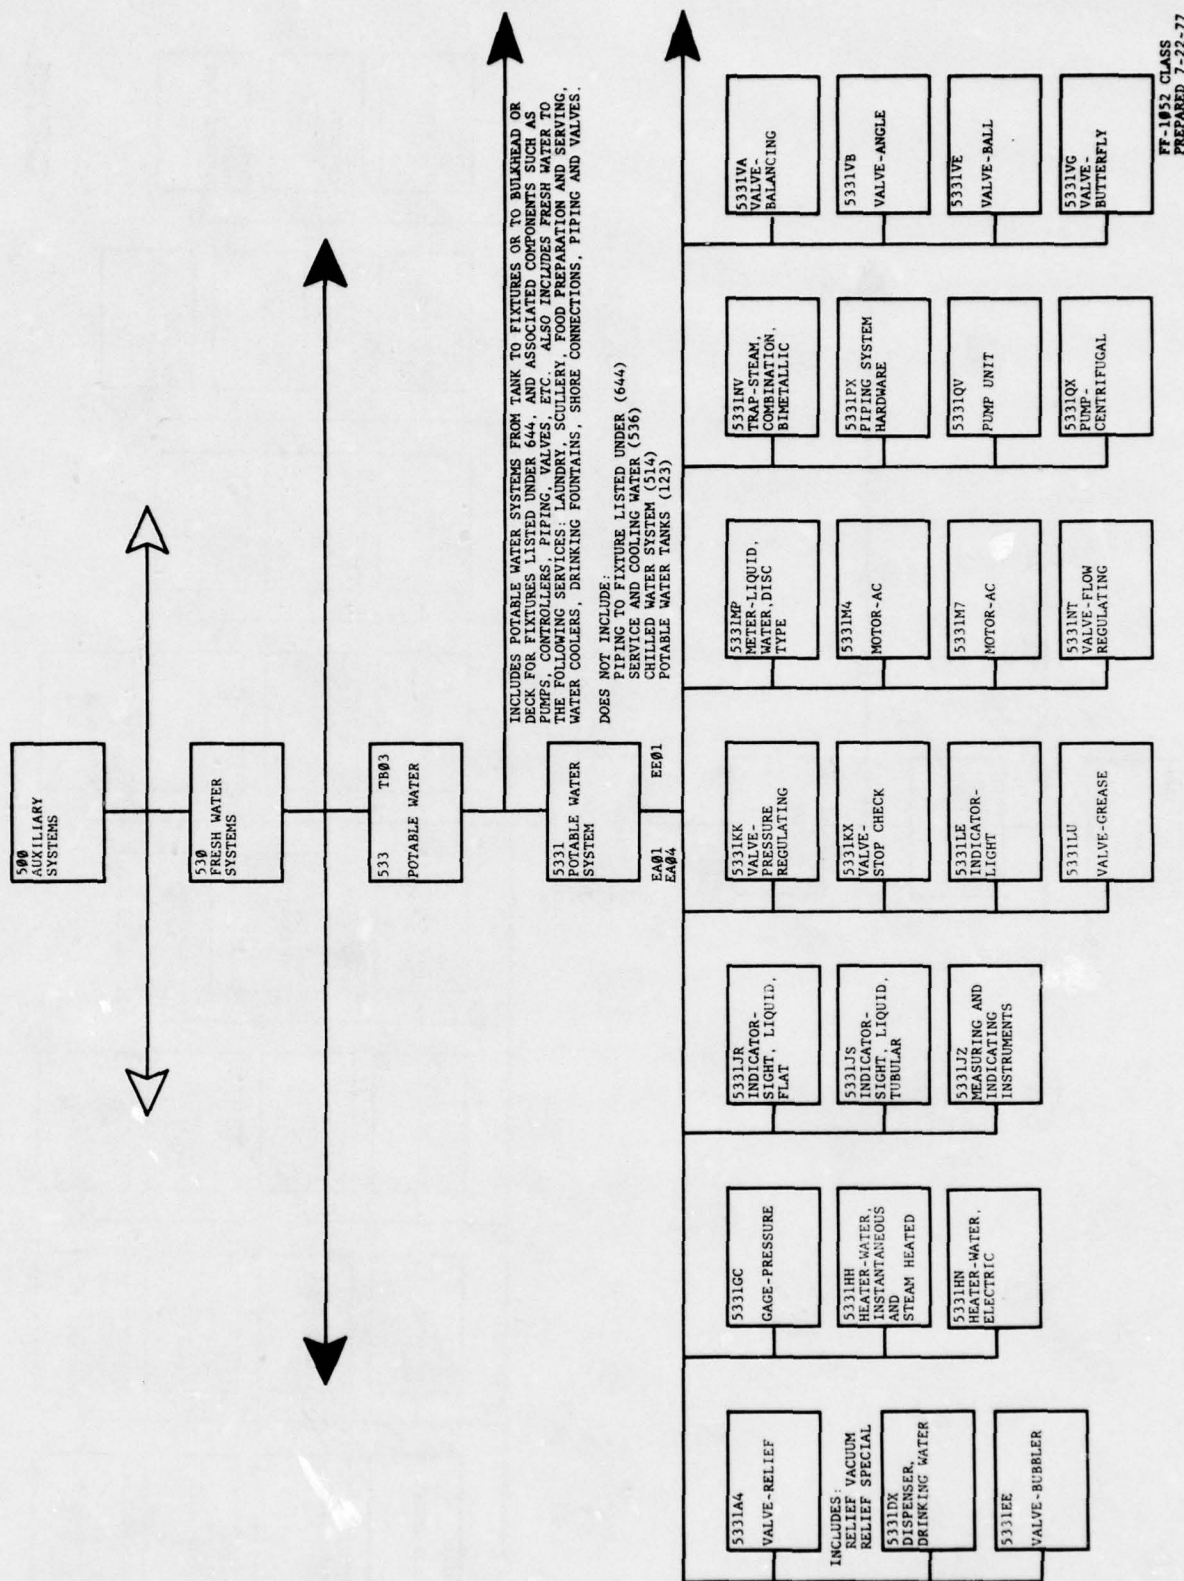 500
AUXILIARY
SYSTEMS
530
FRESH WATER
SYSTEMS
533 TB03
POTABLE WATER
INCLUDES POTABLE WATER SYSTEMS FROM TANK TO FIXTURES OR TO BULKHEAD OR
DECK FOR FIXTURES LISTED UNDER 644, AND ASSOCIATED COMPONENTS SUCH AS
PUMPS, CONTROLLERS, PIPING, VALVES, ETC. ALSO INCLUDES FRESH WATER TO
THE FOLLOWING SERVICES: LAUNDRY, SCULLERY, FOOD PREPARATION AND SERVING,
WATER COOLERS, DRINKING FOUNTAINS, SHORE CONNECTIONS, PIPING AND VALVES.
DOES NOT INCLUDE:
PIPING TO FIXTURE LISTED UNDER (644)
SERVICE AND COOLING WATER (536)
CHILLED WATER SYSTEM (514)
POTABLE WATER TANKS (123)
5331
POTABLE WATER
SYSTEM
EA01 EE01
EA04
5331A4
VALVE-RELIEF
INCLUDES:
RELIEF VACUUM
RELIEF SPECIAL
5331DX
DISPENSER,
DRINKING WATER
5331EE
VALVE-BUBBLER
5331GC
GAGE-PRESSURE
5331HH
HEATER-WATER,
INSTANTANEOUS
AND
STEAM HEATED
5331HN
HEATER-WATER,
ELECTRIC
5331JR
INDICATOR-
SIGHT, LIQUID,
FLAT
5331JS
INDICATOR-
SIGHT, LIQUID,
TUBULAR
5331JZ
MEASURING AND
INDICATING
INSTRUMENTS
5331KK
VALVE-
PRESSURE
REGULATING
5331KX
VALVE-
STOP CHECK
5331LE
INDICATOR-
LIGHT
5331LU
VALVE-GREASE
5331MP
METER-LIQUID,
WATER,DISC
TYPE
5331M4
MOTOR-AC
5331M7
MOTOR-AC
5331NT
VALVE-FLOW
REGULATING
5331NV
TRAP-STEAM,
COMBINATION,
BIMETALLIC
5331PX
PIPING SYSTEM
HARDWARE
5331QV
PUMP UNIT
5331QX
PUMP-
CENTRIFUGAL
5331VA
VALVE-
BALANCING
5331VB
VALVE-ANGLE
5331VE
VALVE-BALL
5331VG
VALVE-
BUTTERFLY
FF-1052 CLASS
PREPARED 7-22-77